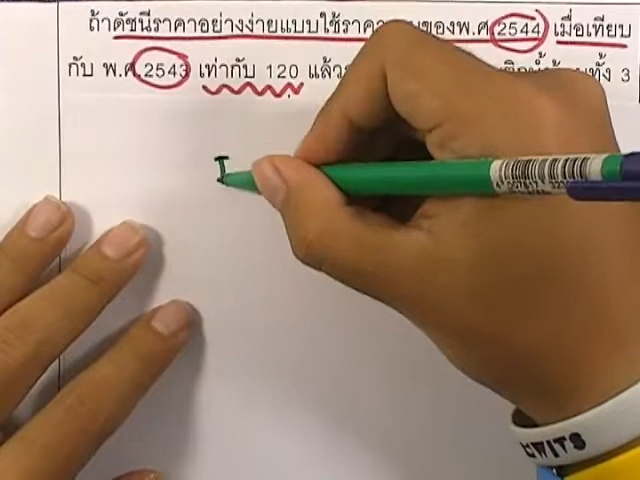 ถ้าดัชนีราคาอย่างง่ายแบบใช้ราคา ของพ.ศ.2544 เมื่อเทียบ
กับ พ.ศ.2543 เท่ากับ 120 แล้ว ทั้ง 3
I